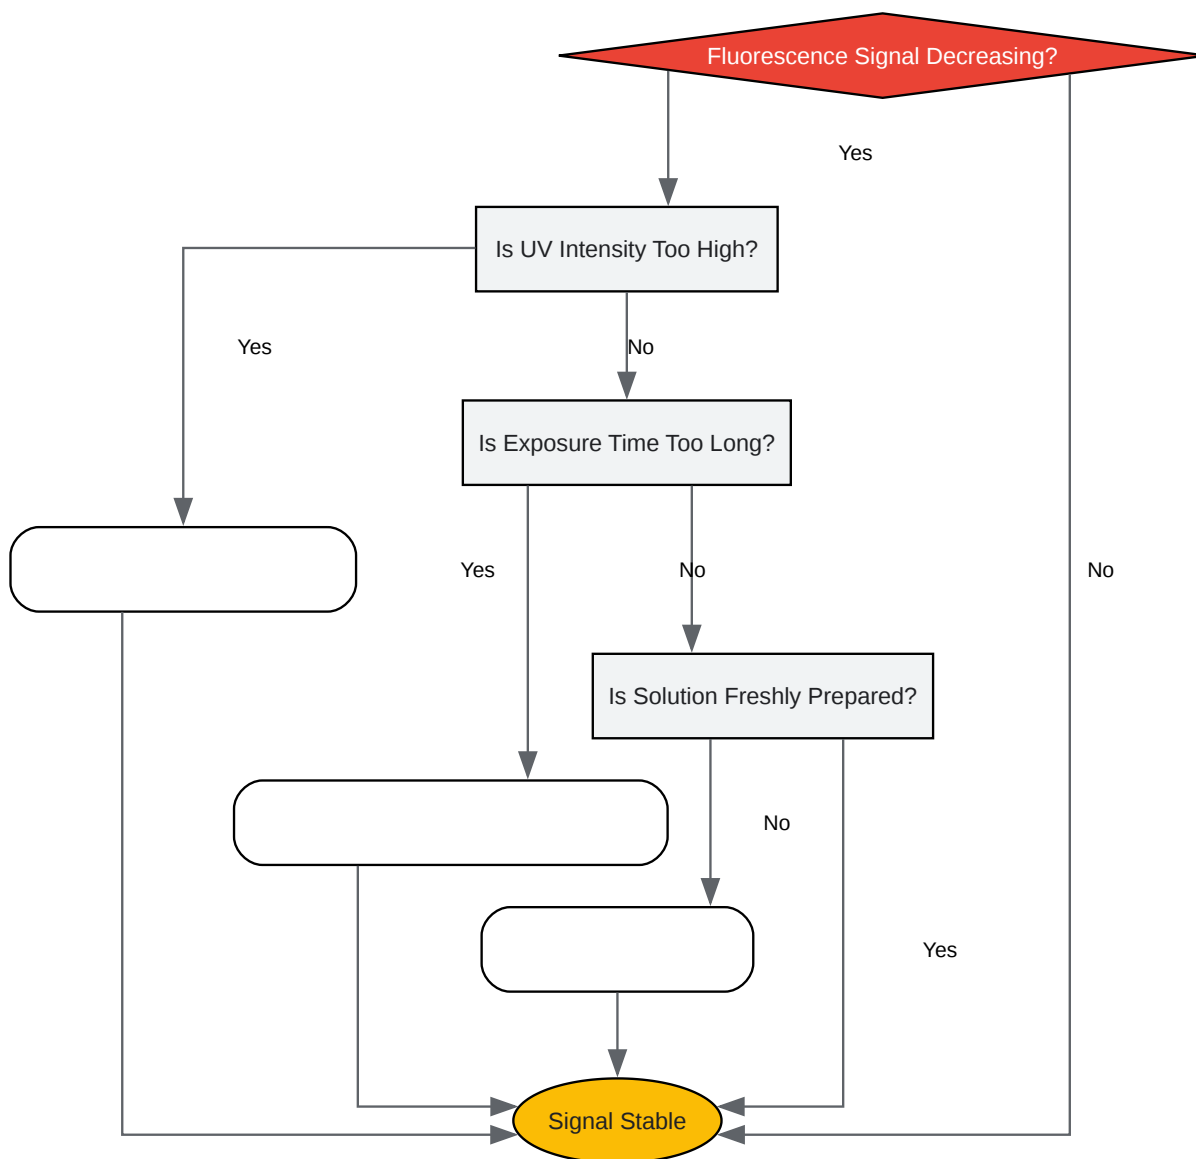 Fluorescence Signal Decreasing?
Yes
Is UV Intensity Too High?
Yes
No
Is Exposure Time Too Long?
Yes
No
No
Is Solution Freshly Prepared?
No
Yes
Signal Stable